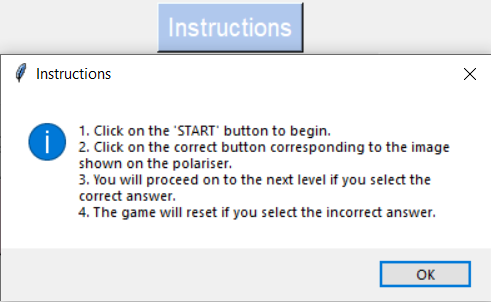 Instructions
Instructions
1. Click on the 'START' button to begin.
2. Click on the correct button corresponding to the image
shown on the polariser.
3. You will proceed on to the next level if you select the
correct answer.
4. The game will reset if you select the incorrect answer.
OK